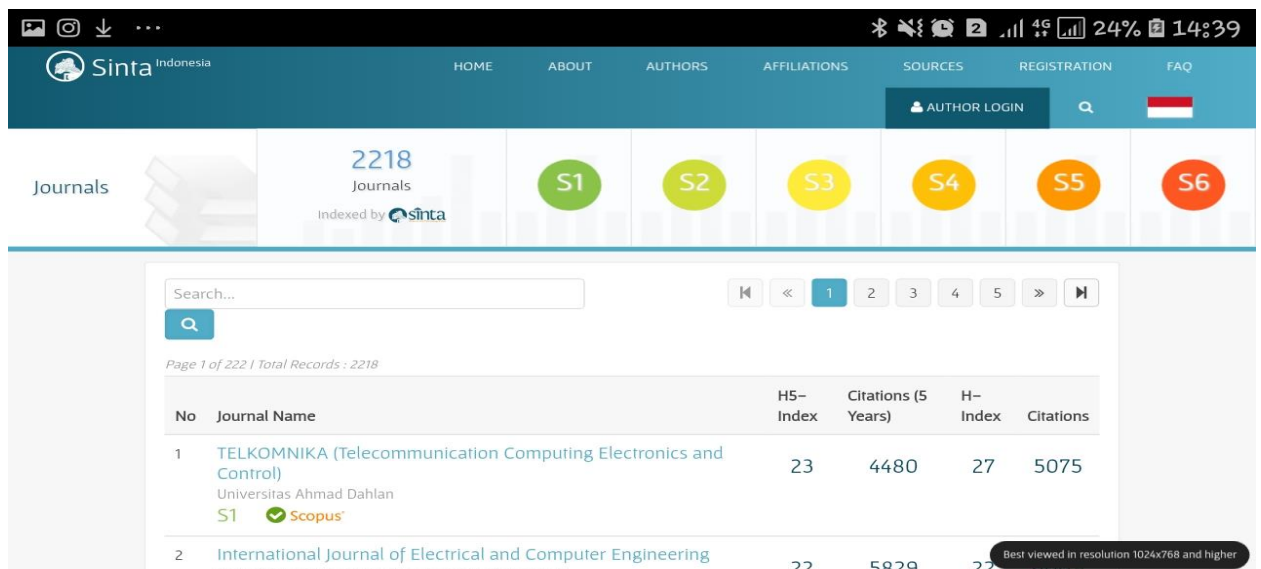 24% 14:39
Sinta Indonesia
HOME ABOUT AUTHORS AFFILIATIONS SOURCES REGISTRATION FAQ
AUTHOR LOGIN
Journals
2218
Journals
Indexed by sinta
S1 S2 S3 S4 S5 S6
Search...
1 2 3 4 5
Page 1 of 222 | Total Records : 2218
No Journal Name H5-Index Citations (5 Years) H-Index Citations
1 TELKOMNIKA (Telecommunication Computing Electronics and
Control)
23 4480 27 5075
Universitas Ahmad Dahlan
S1 Scopus
2 International Journal of Electrical and Computer Engineering
22 5829
Best viewed in resolution 1024x768 and higher